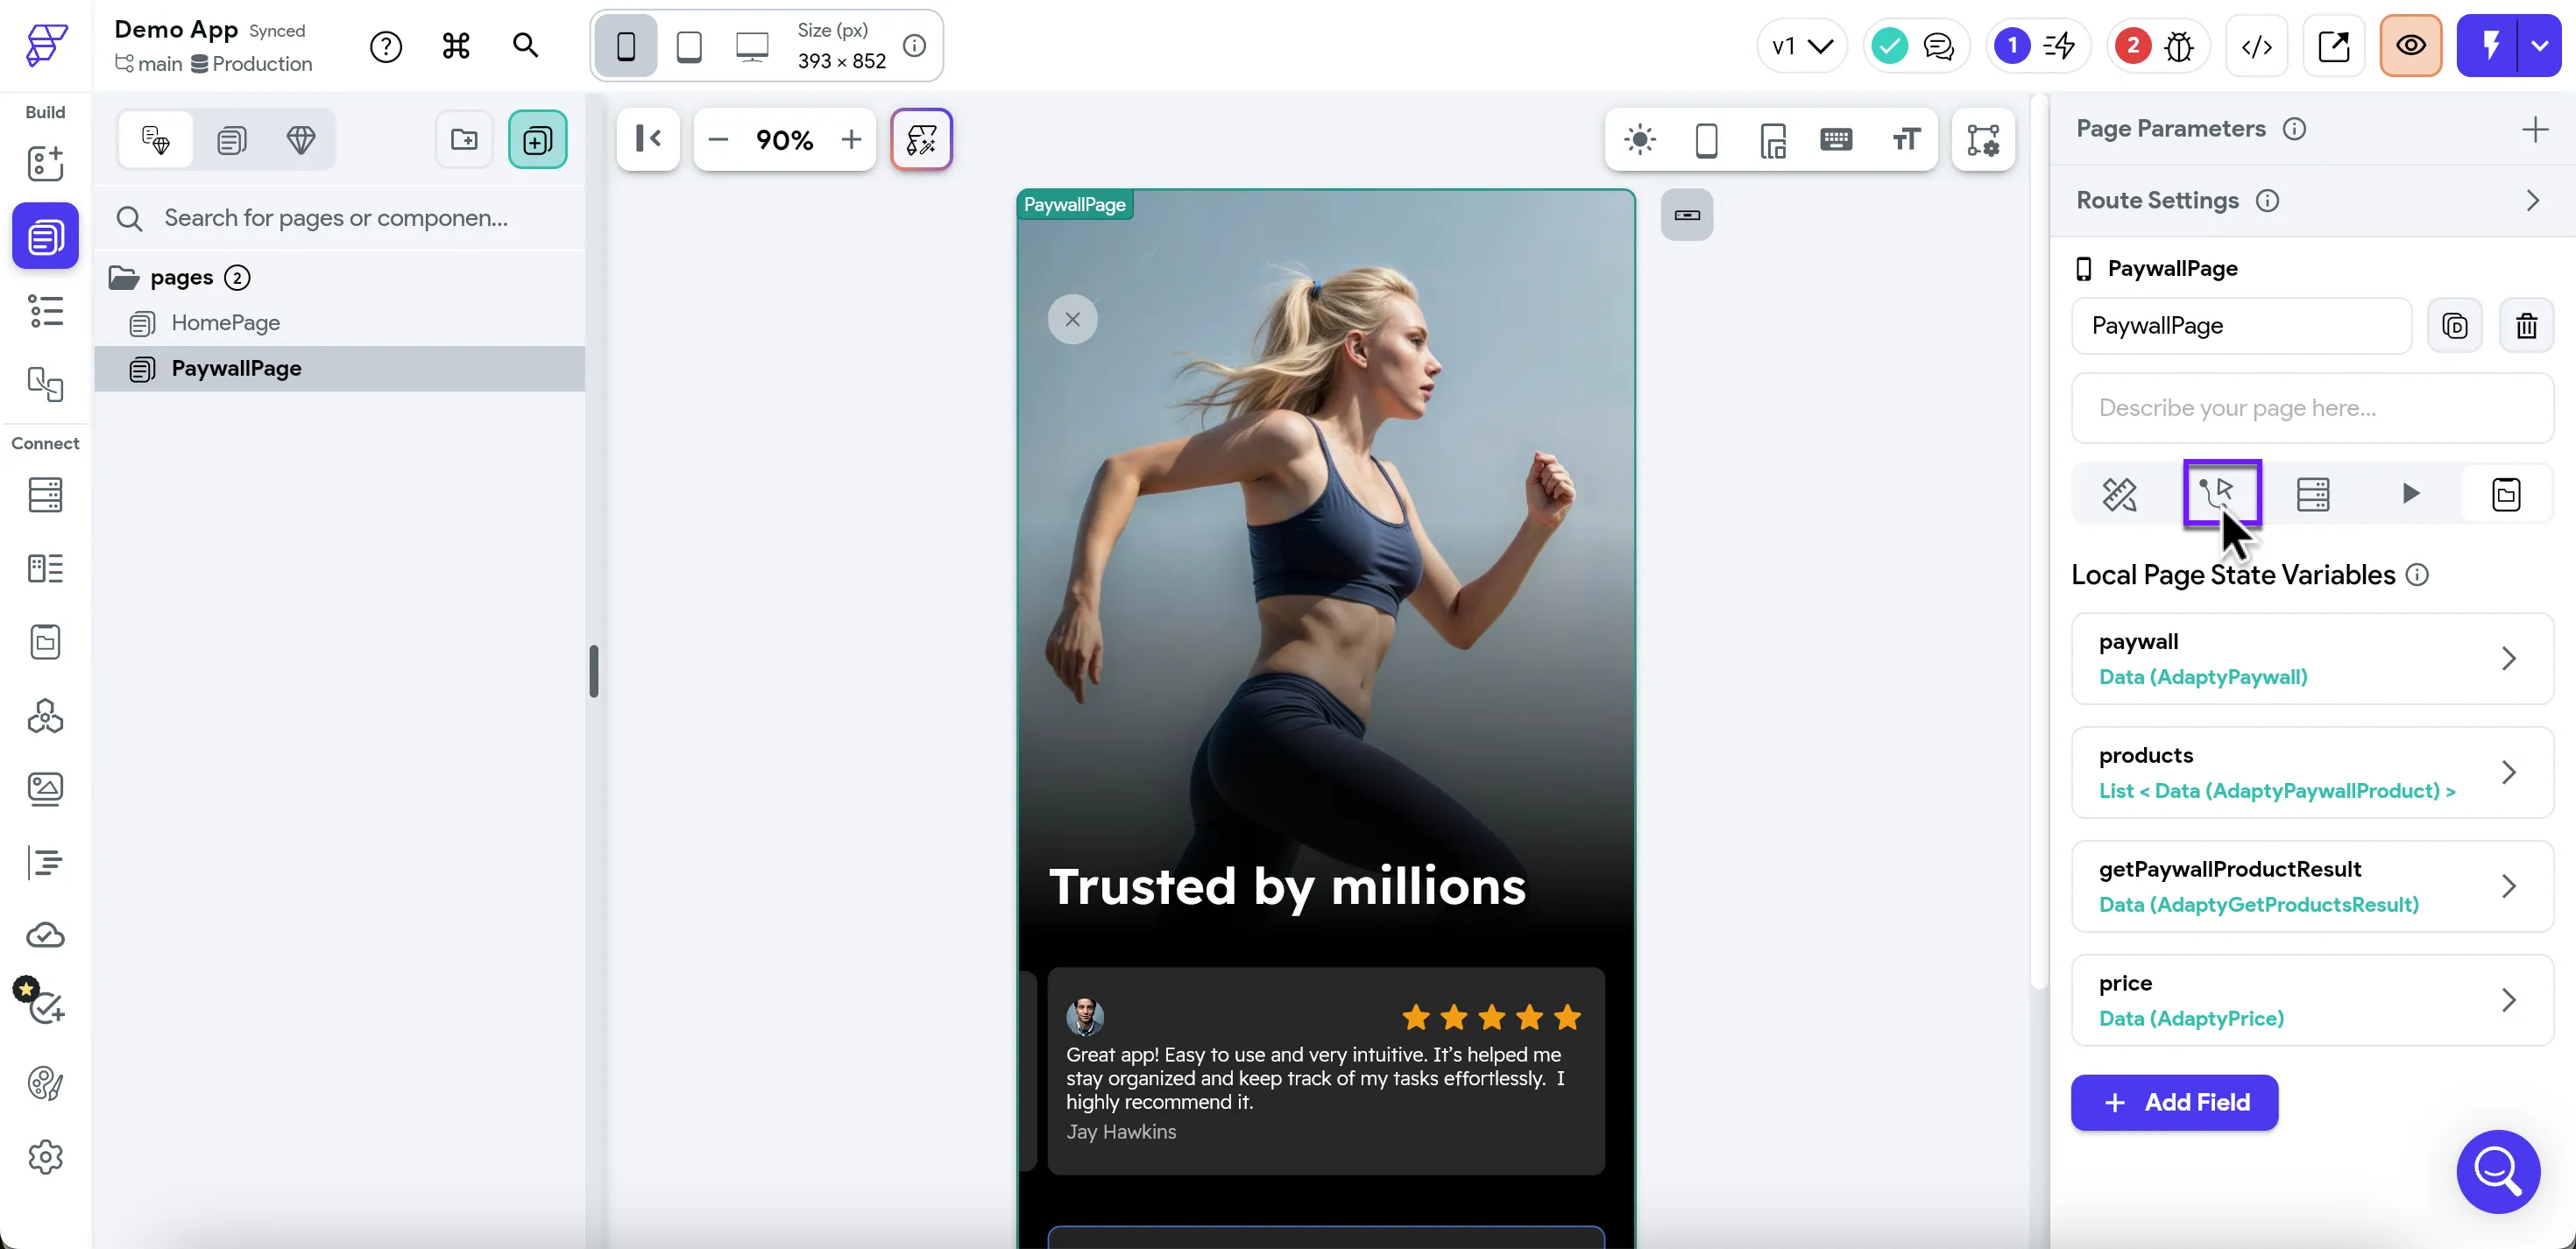 Demo App Synced
main Production
Size (px)
393 × 852
v1
1
2
Build
Connect
Search for pages or componen...
pages 2
HomePage
PaywallPage
90%
PaywallPage
Trusted by millions
Great app! Easy to use and very intuitive. It's helped me
stay organized and keep track of my tasks effortlessly. I
highly recommend it.
Jay Hawkins
Page Parameters
Route Settings
PaywallPage
PaywallPage
Describe your page here...
Local Page State Variables
paywall
Data (AdaptyPaywall)
products
List < Data (AdaptyPaywallProduct) >
getPaywallProductResult
Data (AdaptyGetProductsResult)
price
Data (AdaptyPrice)
+ Add Field